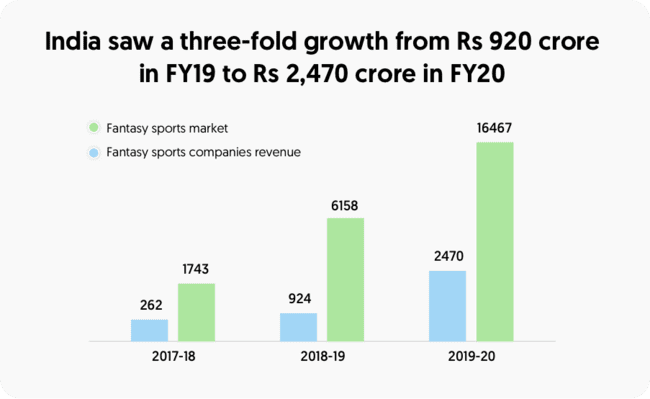 India saw a three-fold growth from Rs 920 crore
in FY19 to Rs 2,470 crore in FY20
Fantasy sports market
Fantasy sports companies revenue
16467
6158
2470
1743
924
262
2017-18
2018-19
2019-20